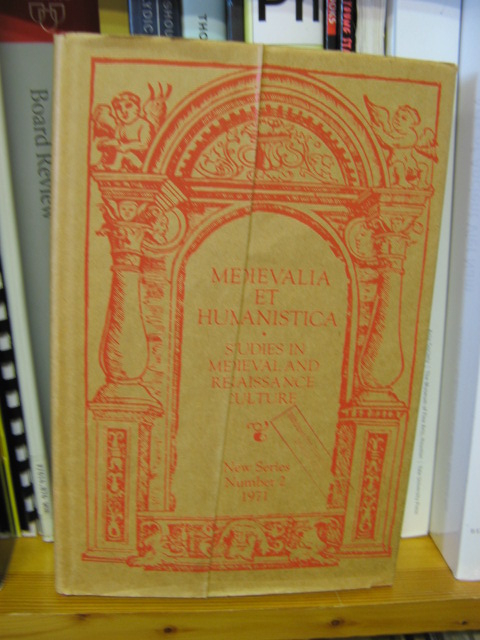 MEDIEVALIA
ET
HUMANISTICA
STUDIES IN
MEDIEVAL AND
RENAISSANCE
CULTURE
New Series
Number 2
1971
Board Review